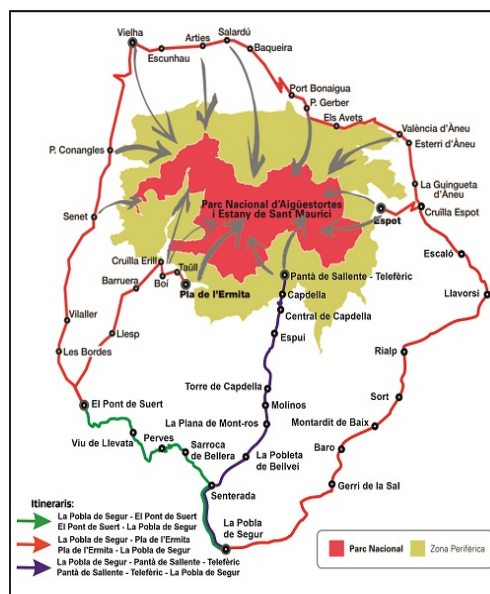 Vielha
Escunhau
Arties
Salardú
Baqueira
Port Bonaigua
P. Gerber
Els Avets
València d'Àneu
Esterri d'Àneu
P. Conangles
La Guingueta
d'Àneu
Parc Nacional d'Aigüestortes
i Estany de Sant Maurici
Espot
Cruïlla Espot
Senet
Escaló
Cruïlla Erill
Taüll
Boí
Pla de l'Ermita
Pantà de Sallente - Telefèric
Barruera
Capdella
Llavorsí
Central de Capdella
Vilaller
Llesp
Espui
Les Bordes
Rialp
Torre de Capdella
El Pont de Suert
Molinos
Sort
La Plana de Mont-ros
Montardit de Baix
Viu de Llevata
Perves
Sarroca
de Bellera
La Pobleta
de Bellveí
Baro
Senterada
Gerri de la Sal
La Pobla
de Segur
Itineraris:
La Pobla de Segur - El Pont de Suert
El Pont de Suert - La Pobla de Segur
La Pobla de Segur - Pla de l'Ermita
Pla de l'Ermita - La Pobla de Segur
La Pobla de Segur - Pantà de Sallente - Telefèric
Pantà de Sallente - Telefèric - La Pobla de Segur
Parc Nacional
Zona Perifèrica